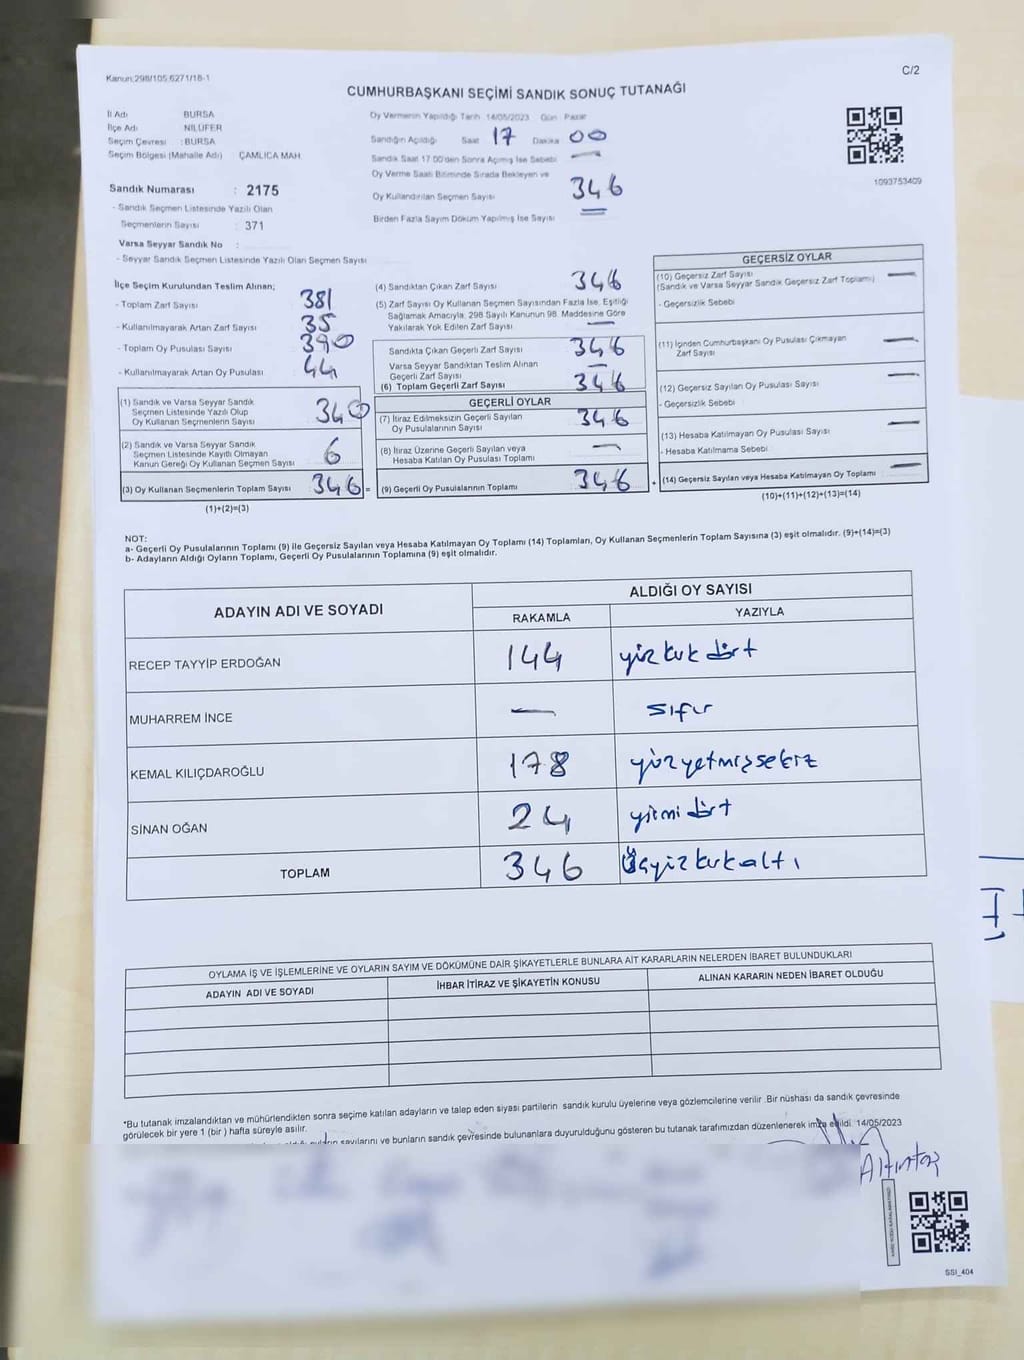 Kanun:298/105,6271/18-1
C/2
CUMHURBAŞKANI SEÇİMİ SANDIK SONUÇ TUTANAĞI
İl Adı BURSA
İlçe Adı NİLÜFER
Seçim Çevresi : BURSA
Seçim Bölgesi (Mahalle Adı) ÇAMLICA MAH.
Sandık Numarası : 2175
- Sandık Seçmen Listesinde Yazılı Olan
Seçmenlerin Sayısı : 371
Varsa Seyyar Sandık No :
- Seyyar Sandık Seçmen Listesinde Yazılı Olan Seçmen Sayısı
Oy Vermenin Yapıldığı Tarih 14/05/2023 Gün Pazar
Sandığın Açıldığı Saat 17 Dakika 00
Sandık Saat 17.00'den Sonra Açılmış İse Sebebi —
Oy Verme Saati Bitiminde Sırada Bekleyen ve
Oy Kullandırılan Seçmen Sayısı 346
Birden Fazla Sayım Döküm Yapılmış İse Sayısı
1093753409
İlçe Seçim Kurulundan Teslim Alınan;
- Toplam Zarf Sayısı 381
- Kullanılmayarak Artan Zarf Sayısı 35
- Toplam Oy Pusulası Sayısı 390
- Kullanılmayarak Artan Oy Pusulası 44
(1) Sandık ve Varsa Seyyar Sandık
Seçmen Listesinde Yazılı Olup
Oy Kullanan Seçmenlerin Sayısı 340
(2) Sandık ve Varsa Seyyar Sandık
Seçmen Listesinde Kayıtlı Olmayan
Kanun Gereği Oy Kullanan Seçmen Sayısı 6
(3) Oy Kullanan Seçmenlerin Toplam Sayısı 346 =
(1)+(2)=(3)
(4) Sandıktan Çıkan Zarf Sayısı 346
(5) Zarf Sayısı Oy Kullanan Seçmen Sayısından Fazla İse, Eşitliği
Sağlamak Amacıyla, 298 Sayılı Kanunun 98. Maddesine Göre
Yakılarak Yok Edilen Zarf Sayısı —
Sandıkta Çıkan Geçerli Zarf Sayısı 346
Varsa Seyyar Sandıktan Teslim Alınan
Geçerli Zarf Sayısı —
(6) Toplam Geçerli Zarf Sayısı 346
GEÇERLİ OYLAR
(7) İtiraz Edilmeksizin Geçerli Sayılan
Oy Pusulalarının Sayısı 346
(8) İtiraz Üzerine Geçerli Sayılan veya
Hesaba Katılan Oy Pusulası Toplamı —
(9) Geçerli Oy Pusulalarının Toplamı 346 +
GEÇERSİZ OYLAR
(10) Geçersiz Zarf Sayısı —
(Sandık ve Varsa Seyyar Sandık Geçersiz Zarf Toplamı)
- Geçersizlik Sebebi
(11) İçinden Cumhurbaşkanı Oy Pusulası Çıkmayan —
Zarf Sayısı
(12) Geçersiz Sayılan Oy Pusulası Sayısı —
- Geçersizlik Sebebi
(13) Hesaba Katılmayan Oy Pusulası Sayısı —
- Hesaba Katılmama Sebebi
(14) Geçersiz Sayılan veya Hesaba Katılmayan Oy Toplamı —
(10)+(11)+(12)+(13)=(14)
NOT:
a- Geçerli Oy Pusulalarının Toplamı (9) ile Geçersiz Sayılan veya Hesaba Katılmayan Oy Toplamı (14) Toplamları, Oy Kullanan Seçmenlerin Toplam Sayısına (3) eşit olmalıdır. (9)+(14)=(3)
b- Adayların Aldığı Oyların Toplamı, Geçerli Oy Pusulalarının Toplamına (9) eşit olmalıdır.
ADAYIN ADI VE SOYADI
ALDIĞI OY SAYISI
RAKAMLA YAZIYLA
RECEP TAYYİP ERDOĞAN 144 yüz kırk dört
MUHARREM İNCE — sıfır
KEMAL KILIÇDAROĞLU 178 yüzyetmişsekiz
SİNAN OĞAN 24 yirmi dört
TOPLAM 346 Üçyüz kırkaltı
OYLAMA İŞ VE İŞLEMLERİNE VE OYLARIN SAYIM VE DÖKÜMÜNE DAİR ŞİKAYETLERLE BUNLARA AİT KARARLARIN NELERDEN İBARET BULUNDUKLARI
ADAYIN ADI VE SOYADI İHBAR İTİRAZ VE ŞİKAYETİN KONUSU ALINAN KARARIN NEDEN İBARET OLDUĞU
*Bu tutanak imzalandıktan ve mühürlendikten sonra seçime katılan adayların ve talep eden siyasi partilerin sandık kurulu üyelerine veya gözlemcilerine verilir. Bir nüshası da sandık çevresinde
görülecek bir yere 1 (bir) hafta süreyle asılır.
sayılarını ve bunların sandık çevresinde bulunanlara duyurulduğunu gösteren bu tutanak tarafımızdan düzenlenerek imza edildi. 14/05/2023
Altıntaş
SSI_404